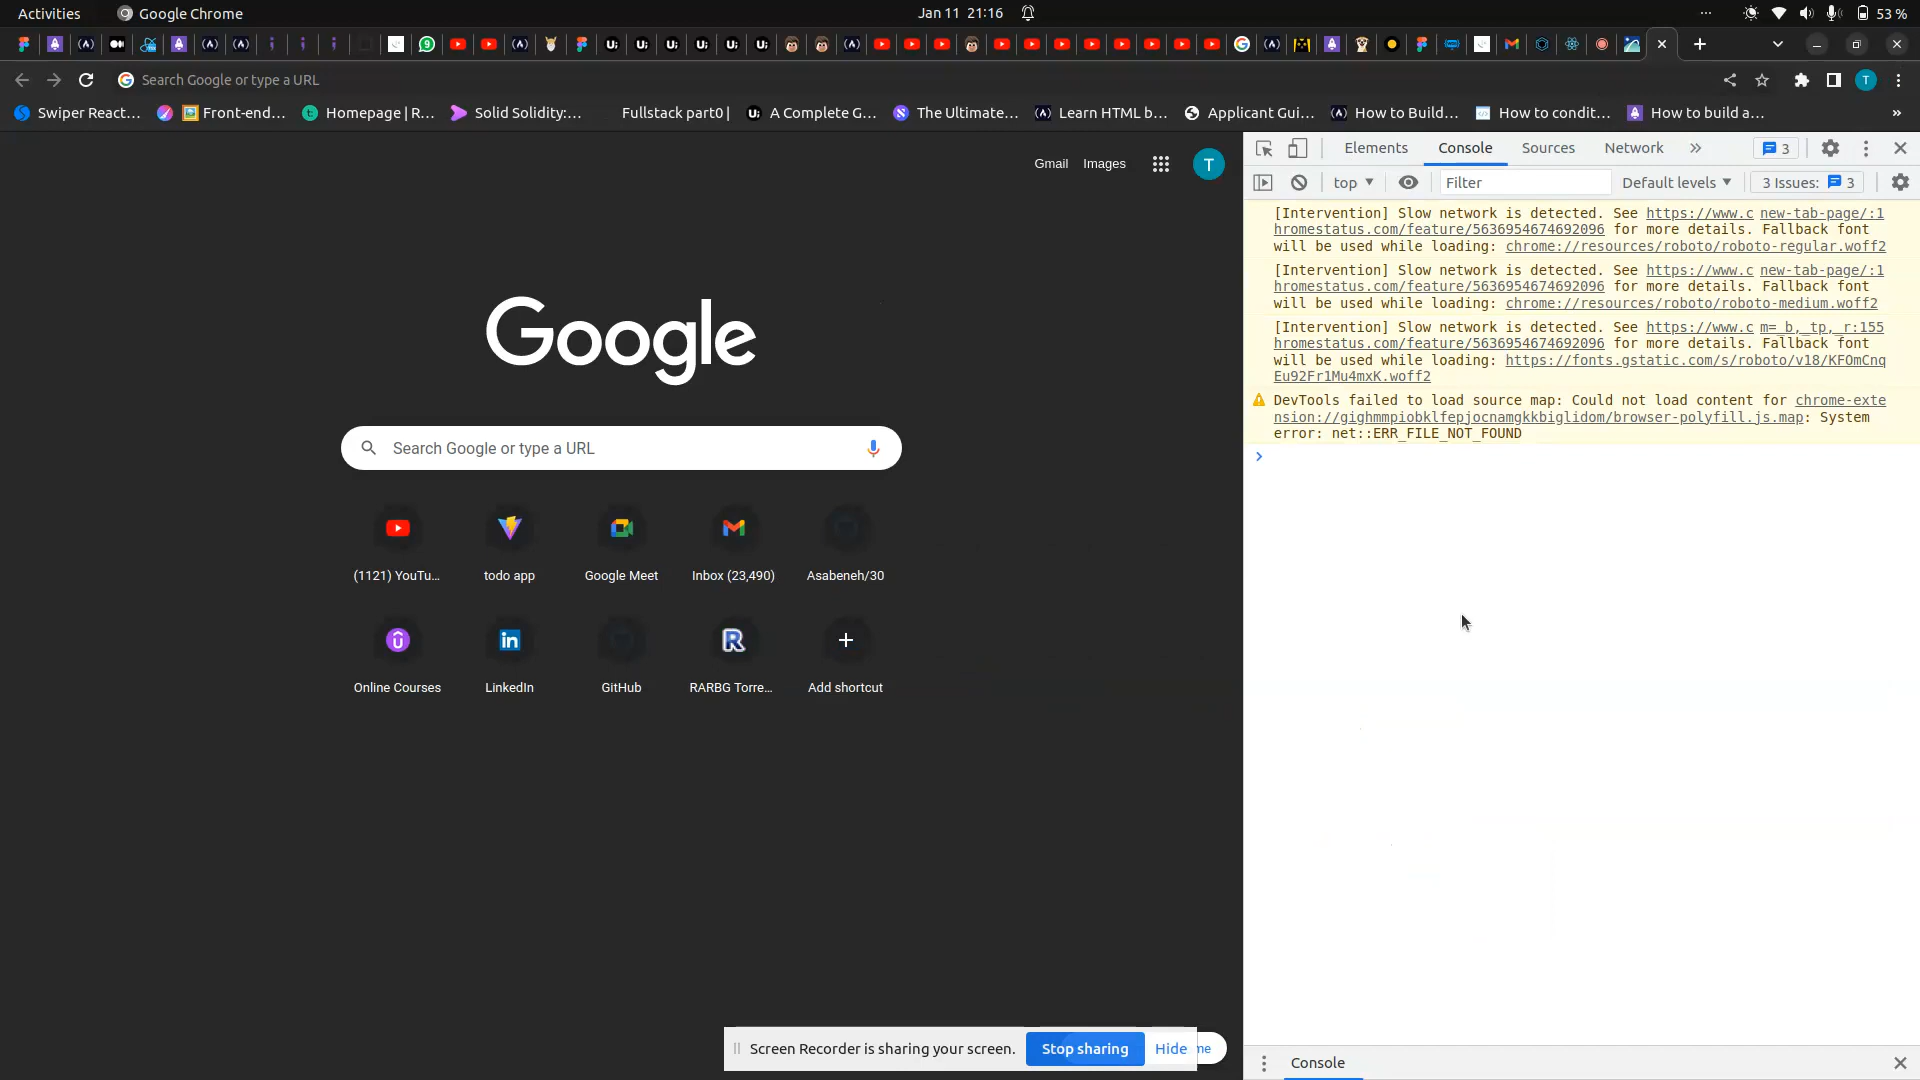 Activities
Google Chrome
Jan 11 21:16
53 %
Search Google or type a URL
T
Swiper React...
Front-end...
Homepage | R...
Solid Solidity:...
Fullstack part0 |
A Complete G...
The Ultimate...
Learn HTML b...
Applicant Gui...
How to Build...
How to condit...
How to build a...
»
Gmail
Images
T
Google
Search Google or type a URL
(1121) YouTu...
todo app
Google Meet
Inbox (23,490)
Asabeneh/30
Online Courses
LinkedIn
GitHub
RARBG Torre...
Add shortcut
Elements
Console
Sources
Network
»
3
top
Filter
Default levels
3 Issues: 3
[Intervention] Slow network is detected. See https://www.c new-tab-page/:1
hromestatus.com/feature/5636954674692096 for more details. Fallback font
will be used while loading: chrome://resources/roboto/roboto-regular.woff2
[Intervention] Slow network is detected. See https://www.c new-tab-page/:1
hromestatus.com/feature/5636954674692096 for more details. Fallback font
will be used while loading: chrome://resources/roboto/roboto-medium.woff2
[Intervention] Slow network is detected. See https://www.c m=_b,_tp,_r:155
hromestatus.com/feature/5636954674692096 for more details. Fallback font
will be used while loading: https://fonts.gstatic.com/s/roboto/v18/KFOmCnq
Eu92Fr1Mu4mxK.woff2
DevTools failed to load source map: Could not load content for chrome-exte
nsion://gighmmpiobklfepjocnamgkkbiglidom/browser-polyfill.js.map: System
error: net::ERR_FILE_NOT_FOUND
Screen Recorder is sharing your screen.
Stop sharing
Hide
me
Console